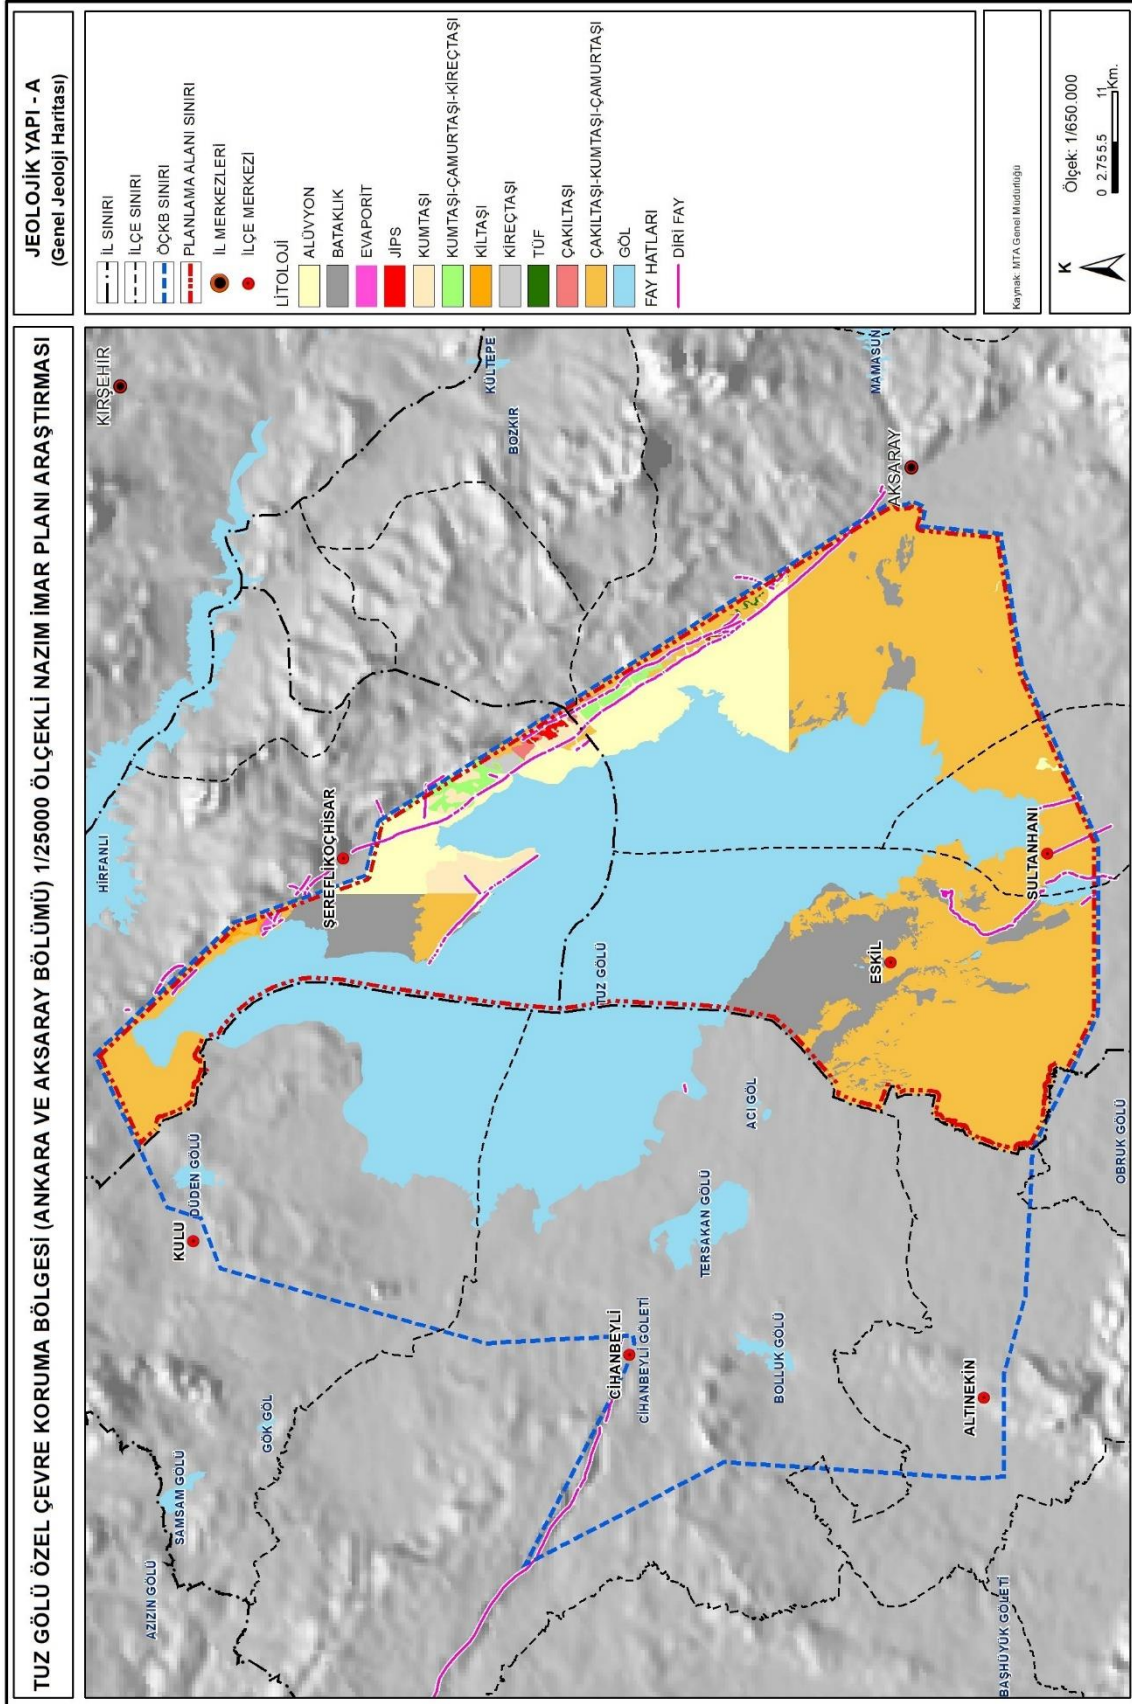 TUZ GÖLÜ ÖZEL ÇEVRE KORUMA BÖLGESİ (ANKARA VE AKSARAY BÖLÜMÜ) 1/25000 ÖLÇEKLİ NAZIM İMAR PLANI ARAŞTIRMASI
JEOLOJİK YAPI - A
(Genel Jeoloji Haritası)
İL SINIRI
İLÇE SINIRI
ÖÇKB SINIRI
PLANLAMA ALANI SINIRI
İL MERKEZLERİ
İLÇE MERKEZİ
LİTOLOJİ
ALÜVYON
BATAKLIK
EVAPORİT
JİPS
KUMTAŞI
KUMTAŞI-ÇAMURTAŞI-KİREÇTAŞI
KİLTAŞI
KİREÇTAŞI
TÜF
ÇAKILTAŞI
ÇAKILTAŞI-KUMTAŞI-ÇAMURTAŞI
GÖL
FAY HATLARI
DİRİ FAY
Kaynak: MTA Genel Müdürlüğü
K
Ölçek: 1/650.000
0 2.75 5.5 11 Km.
KIRŞEHİR
HİRFANLI
KÜLTEPE
BOZKIR
MAMASUN
AKSARAY
ŞEREFLİKOÇHİSAR
TUZ GÖLÜ
ESKİL
SULTANHANI
DÜDEN GÖLÜ
KULU
ACI GÖL
TERSAKAN GÖLÜ
OBRUK GÖLÜ
CİHANBEYLİ
CİHANBEYLİ GÖLETİ
BOLLUK GÖLÜ
ALTINEKİN
GÖK GÖL
SAMSAM GÖLÜ
AZIZIN GÖLÜ
BAŞHÜYÜK GÖLETİ